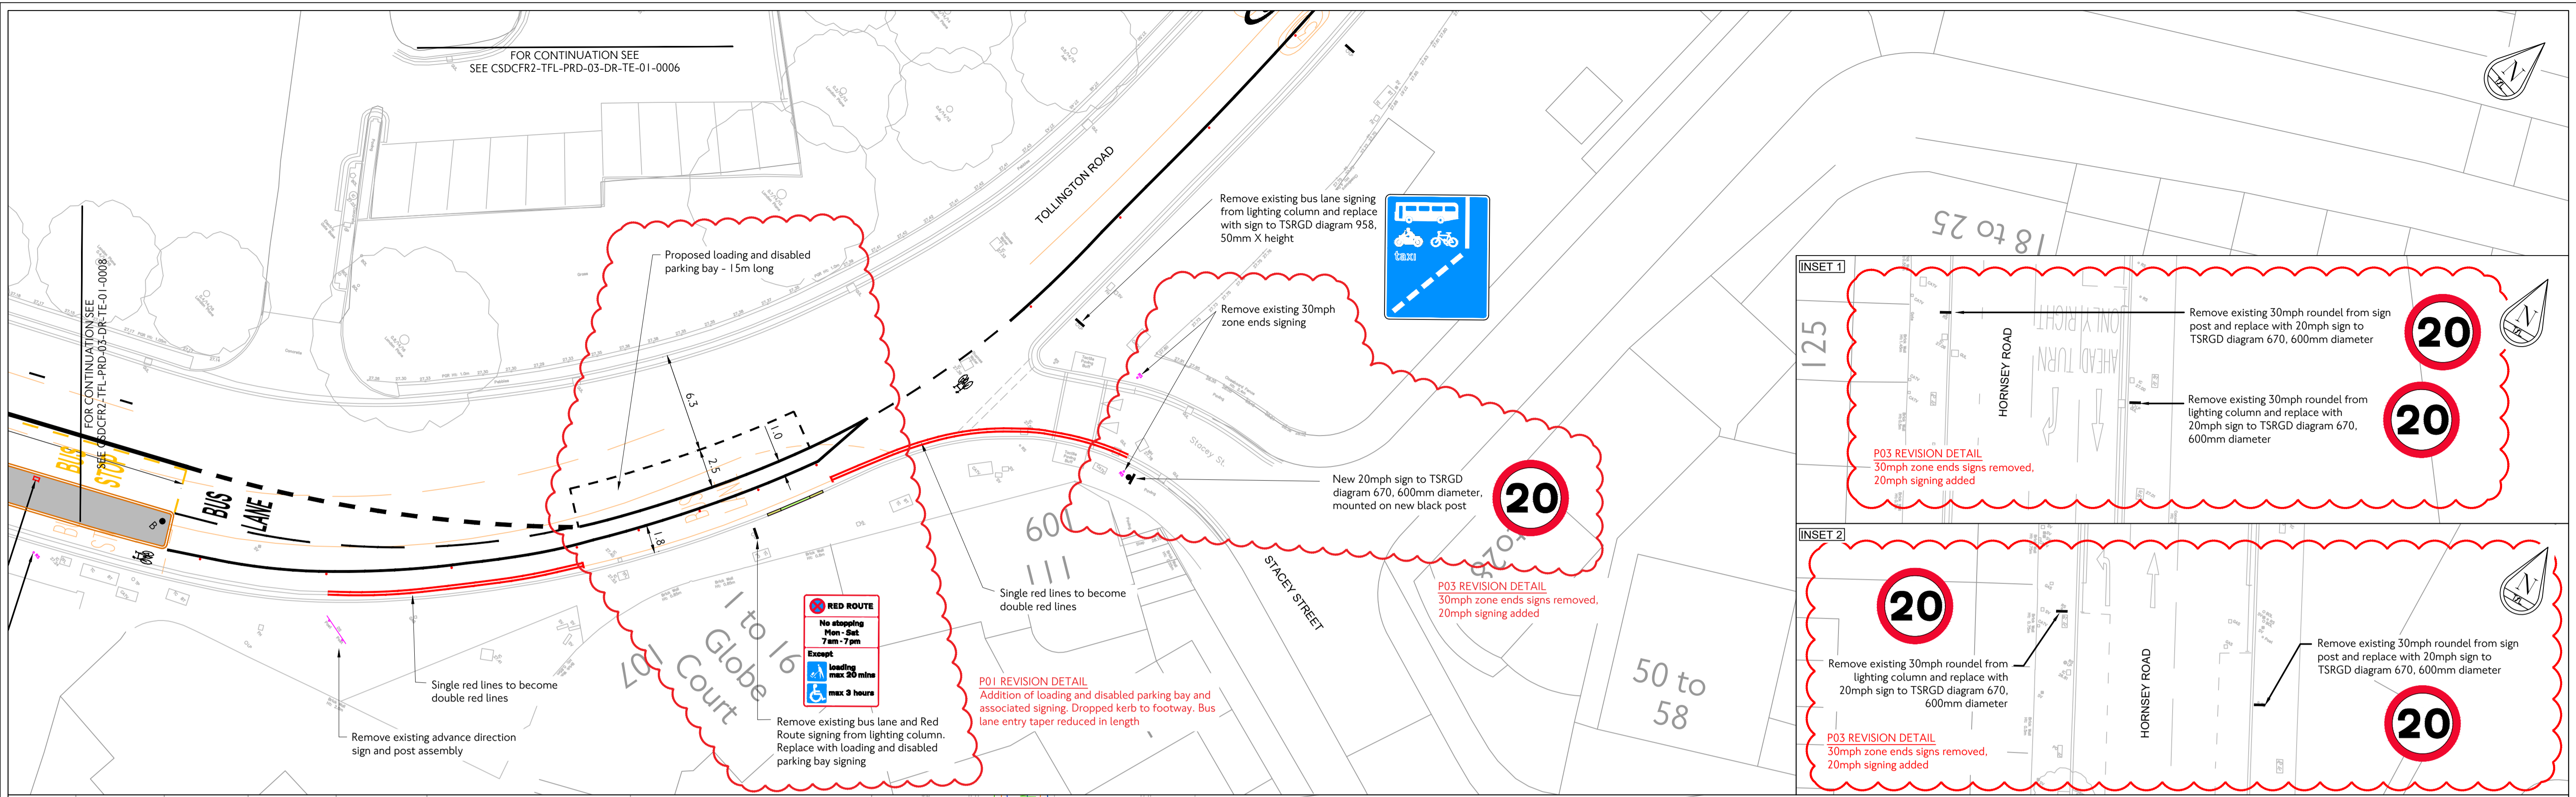 FOR CONTINUATION SEE
SEE CSDCFR2-TFL-PRD-03-DR-TE-01-0006
FOR CONTINUATION SEE
SEE CSDCFR2-TFL-PRD-03-DR-TE-01-0008
BUS
STOP
BUS
LANE
B
Proposed loading and disabled
parking bay - 15m long
TOLLINGTON ROAD
Remove existing bus lane signing
from lighting column and replace
with sign to TSRGD diagram 958,
50mm X height
taxi
Remove existing 30mph
zone ends signing
6.3
1.0
2.5
1.8
Stacey St.
New 20mph sign to TSRGD
diagram 670, 600mm diameter,
mounted on new black post
20
P03 REVISION DETAIL
30mph zone ends signs removed,
20mph signing added
STACEY STREET
601
111
107
1 to 16
Globe
Court
50 to
58
18 to 25
Single red lines to become
double red lines
Single red lines to become
double red lines
Remove existing advance direction
sign and post assembly
RED ROUTE
No stopping
Mon - Sat
7 am - 7 pm
Except
loading
max 20 mins
max 3 hours
Remove existing bus lane and Red
Route signing from lighting column.
Replace with loading and disabled
parking bay signing
P01 REVISION DETAIL
Addition of loading and disabled parking bay and
associated signing. Dropped kerb to footway. Bus
lane entry taper reduced in length
N
INSET 1
125
HORNSEY ROAD
AHEAD TURN
ONLY RIGHT
Remove existing 30mph roundel from sign
post and replace with 20mph sign to
TSRGD diagram 670, 600mm diameter
20
Remove existing 30mph roundel from
lighting column and replace with
20mph sign to TSRGD diagram 670,
600mm diameter
20
P03 REVISION DETAIL
30mph zone ends signs removed,
20mph signing added
N
INSET 2
20
Remove existing 30mph roundel from
lighting column and replace with
20mph sign to TSRGD diagram 670,
600mm diameter
P03 REVISION DETAIL
30mph zone ends signs removed,
20mph signing added
HORNSEY ROAD
Remove existing 30mph roundel from sign
post and replace with 20mph sign to
TSRGD diagram 670, 600mm diameter
20
N